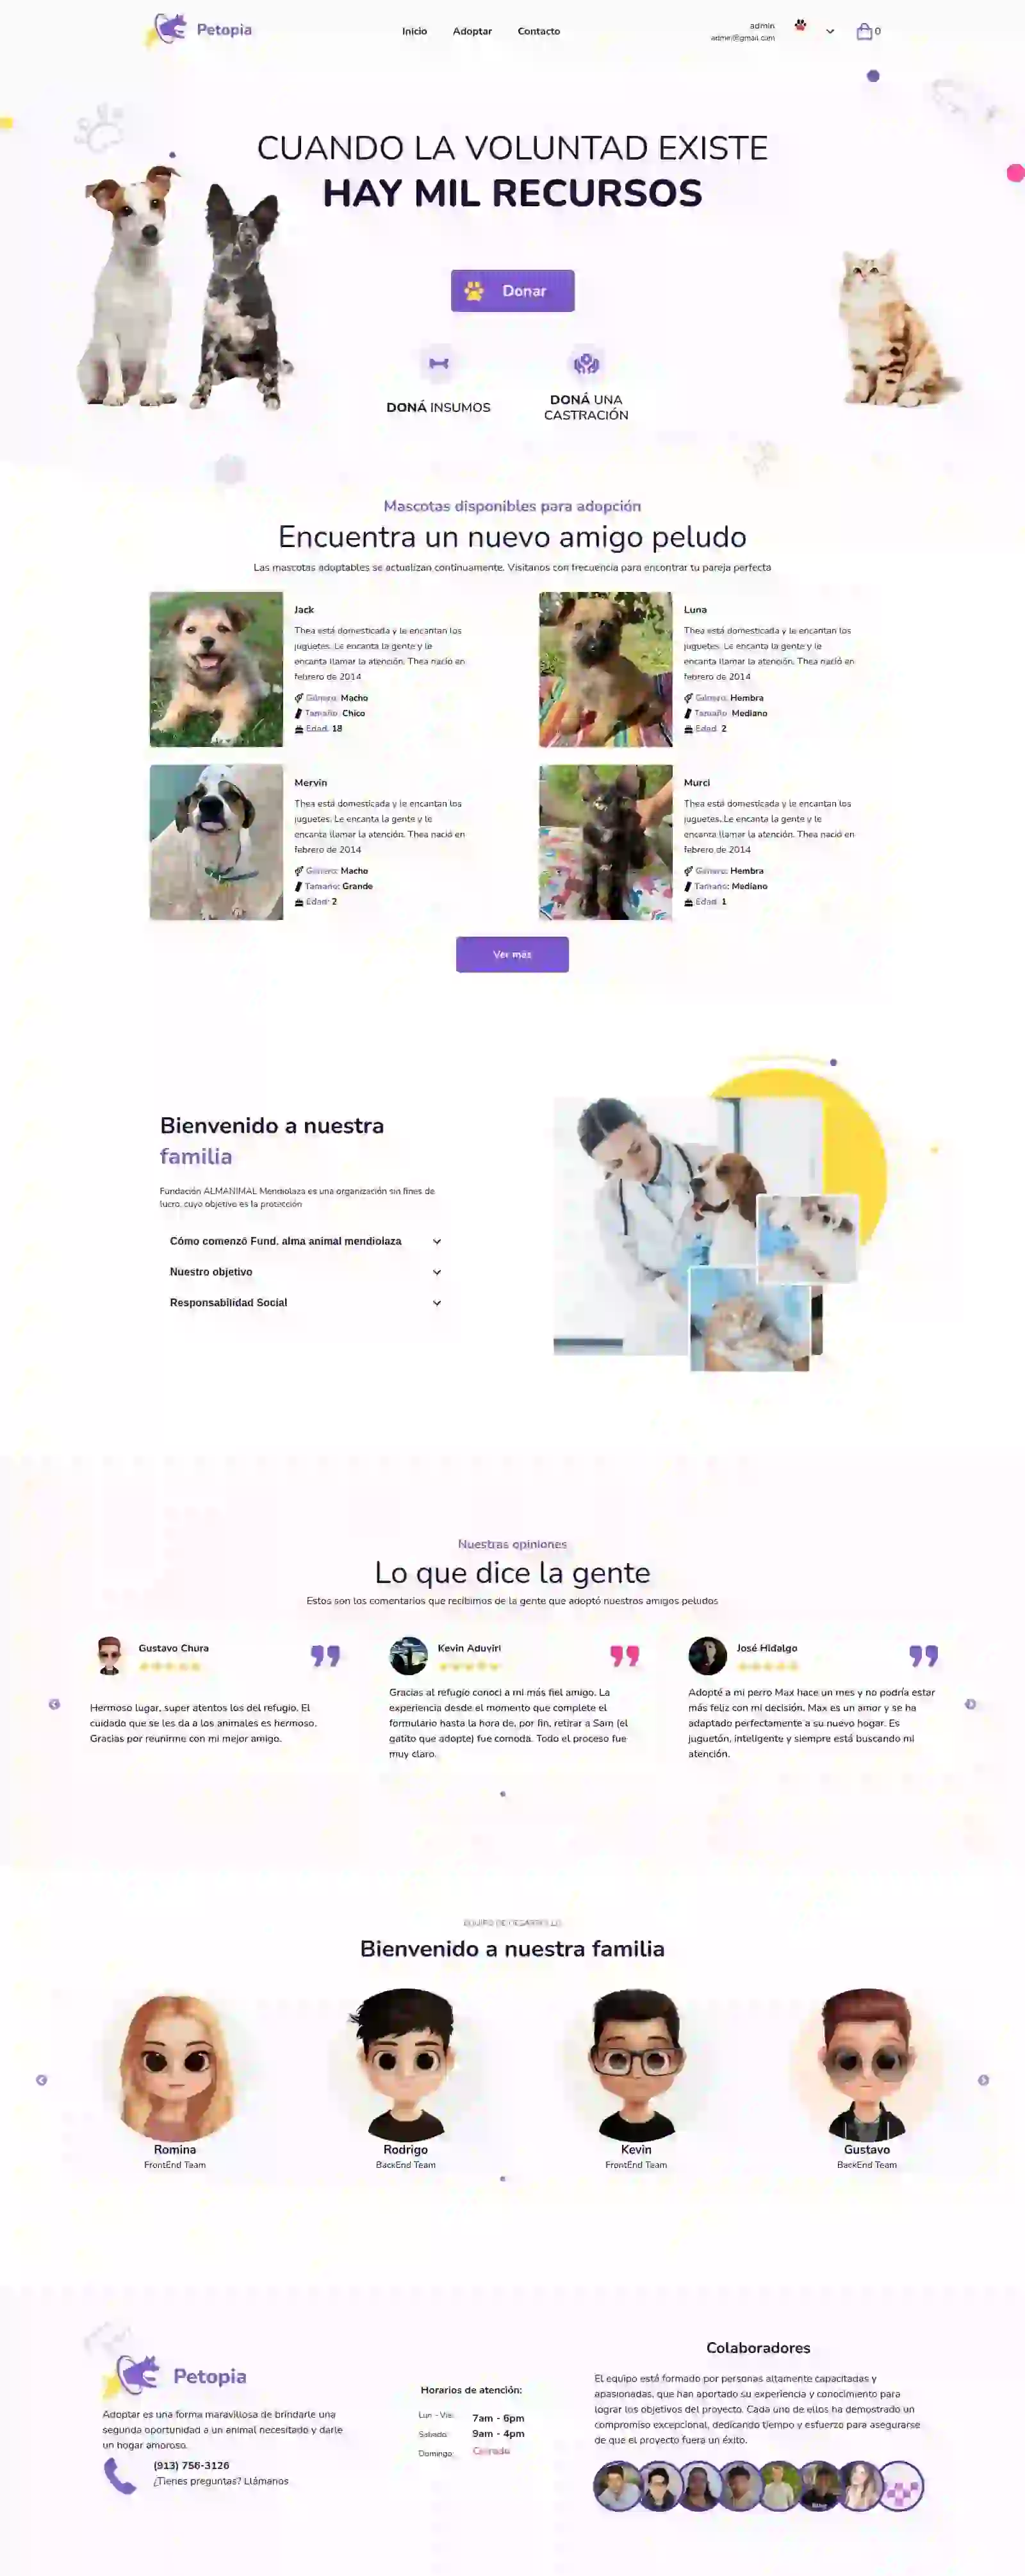 Petopia
Inicio
Adoptar
Contacto
admin
admin@gmail.com
0
CUANDO LA VOLUNTAD EXISTE
HAY MIL RECURSOS
Donar
DONÁ INSUMOS
DONÁ UNA
CASTRACIÓN
Mascotas disponibles para adopción
Encuentra un nuevo amigo peludo
Las mascotas adoptables se actualizan continuamente. Visítanos con frecuencia para encontrar tu pareja perfecta
Jack
Thea está domesticada y le encantan los
juguetes. Le encanta la gente y le
encanta llamar la atención. Thea nació en
febrero de 2014
Género: Macho
Tamaño: Chico
Edad: 18
Luna
Thea está domesticada y le encantan los
juguetes. Le encanta la gente y le
encanta llamar la atención. Thea nació en
febrero de 2014
Género: Hembra
Tamaño: Mediano
Edad: 2
Mervin
Thea está domesticada y le encantan los
juguetes. Le encanta la gente y le
encanta llamar la atención. Thea nació en
febrero de 2014
Género: Macho
Tamaño: Grande
Edad: 2
Murci
Thea está domesticada y le encantan los
juguetes. Le encanta la gente y le
encanta llamar la atención. Thea nació en
febrero de 2014
Género: Hembra
Tamaño: Mediano
Edad: 1
Ver más
Bienvenido a nuestra
familia
Fundación ALMANIMAL Mendiolaza es una organización sin fines de
lucro, cuyo objetivo es la protección
Cómo comenzó Fund. alma animal mendiolaza
Nuestro objetivo
Responsabilidad Social
Nuestras opiniones
Lo que dice la gente
Estos son los comentarios que recibimos de la gente que adoptó nuestros amigos peludos
Gustavo Chura
Hermoso lugar, super atentos los del refugio. El
cuidado que se les da a los animales es hermoso.
Gracias por reunirme con mi mejor amigo.
Kevin Aduviri
Gracias al refugio conocí a mi más fiel amigo. La
experiencia desde el momento que complete el
formulario hasta la hora de, por fin, retirar a Sam (el
gatito que adopte) fue comoda. Todo el proceso fue
muy claro.
José Hidalgo
Adopté a mi perro Max hace un mes y no podría estar
más feliz con mi decisión. Max es un amor y se ha
adaptado perfectamente a su nuevo hogar. Es
juguetón, inteligente y siempre está buscando mi
atención.
EQUIPO DE DESARROLLO
Bienvenido a nuestra familia
Romina
FrontEnd Team
Rodrigo
BackEnd Team
Kevin
FrontEnd Team
Gustavo
BackEnd Team
Petopia
Adoptar es una forma maravillosa de brindarle una
segunda oportunidad a un animal necesitado y darle
un hogar amoroso.
(913) 756-3126
¿Tienes preguntas? Llámanos
Horarios de atención:
Lun - Vie: 7am - 6pm
Sabado: 9am - 4pm
Domingo: Cerrado
Colaboradores
El equipo está formado por personas altamente capacitadas y
apasionadas, que han aportado su experiencia y conocimiento para
lograr los objetivos del proyecto. Cada uno de ellos ha demostrado un
compromiso excepcional, dedicando tiempo y esfuerzo para asegurarse
de que el proyecto fuera un éxito.